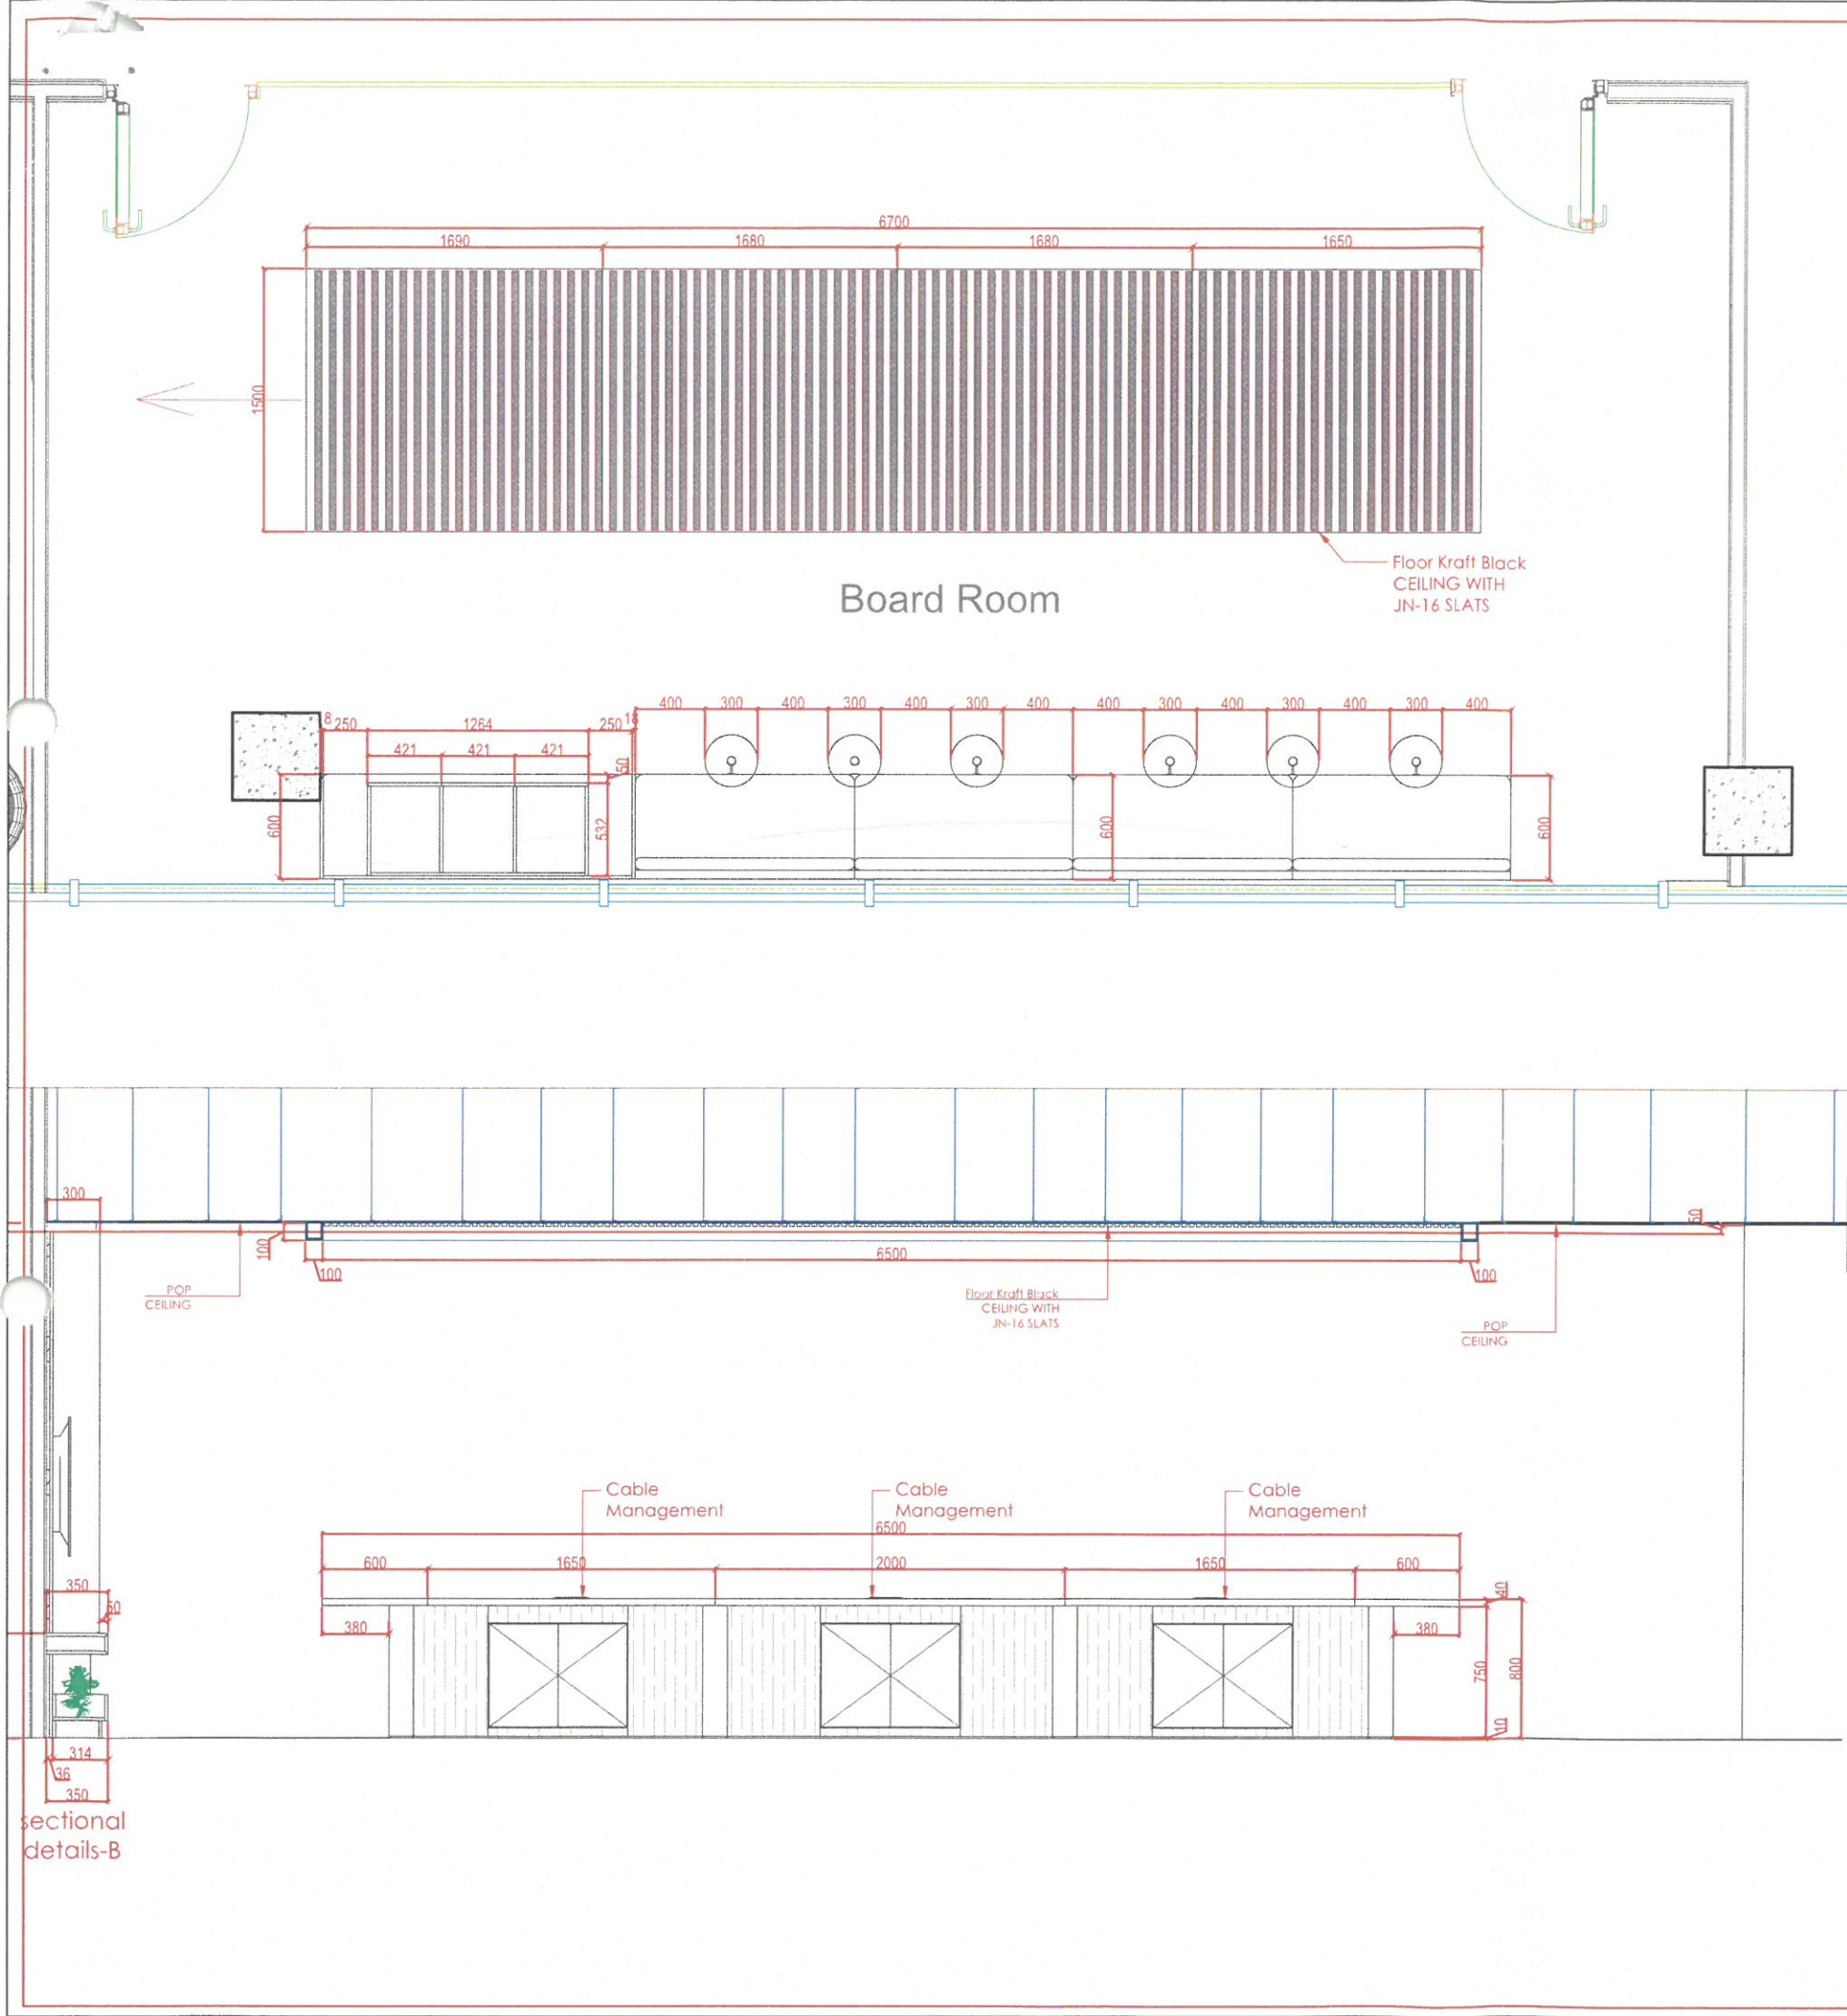 6700
1690 1680 1680 1650
1500
Floor Kraft Black
CEILING WITH
JN-16 SLATS
Board Room
400 300 400 300 400 300 400 400 300 400 300 400 300 400
8 250 1264 250 18
421 421 421
50
600 532 600 600
300
50
100 6500
100 100
POP
CEILING
Floor Kraft Black
CEILING WITH
JN-16 SLATS
POP
CEILING
Cable
Management
Cable
Management
Cable
Management
6500
600 1650 2000 1650 600
350
50
40
380 380
750 800
10
314
36
350
sectional
details-B